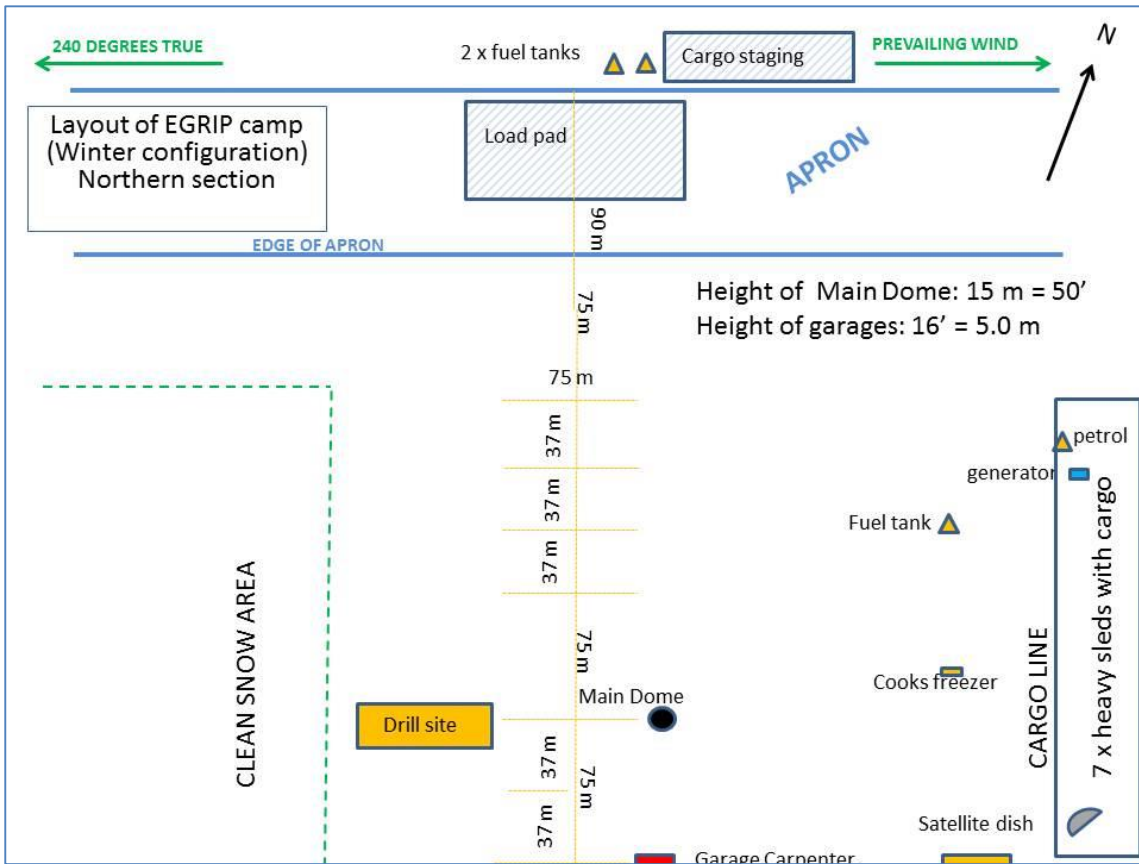 240 DEGREES TRUE
2 x fuel tanks
Cargo staging
PREVAILING WIND
N
Layout of EGRIP camp
(Winter configuration)
Northern section
Load pad
APRON
90 m
EDGE OF APRON
75 m
Height of Main Dome: 15 m = 50’
Height of garages: 16’ = 5.0 m
75 m
37 m
37 m
37 m
petrol
generator
Fuel tank
7 x heavy sleds with cargo
CLEAN SNOW AREA
75 m
CARGO LINE
Cooks freezer
Main Dome
Drill site
37 m
75 m
37 m
Satellite dish
Garage Carpenter